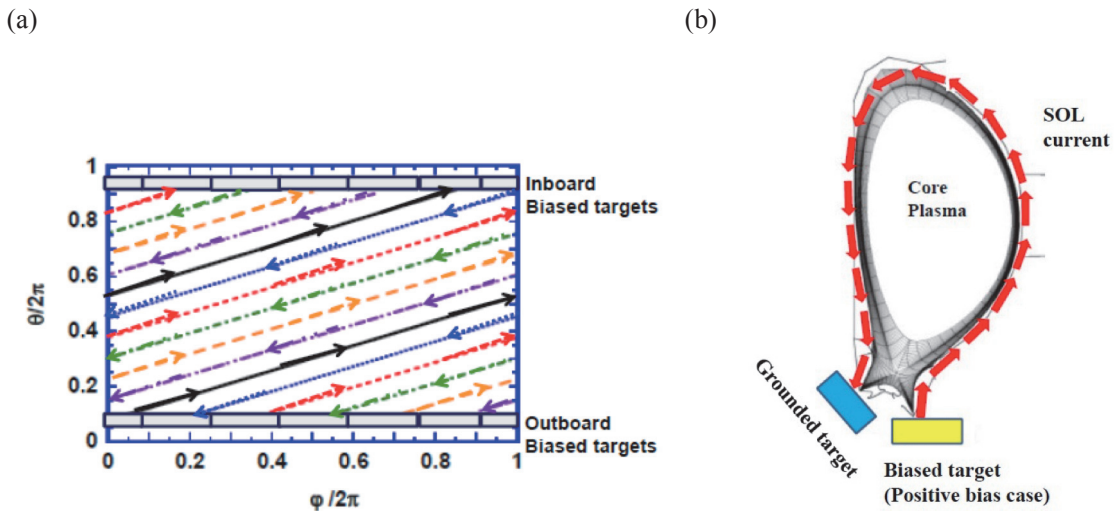 (a)
1
0.8
0.6
0.4
0.2
0
θ/2π
0
0.2
0.4
0.6
0.8
1
φ/2π
Inboard
Biased targets
Outboard
Biased targets
(b)
SOL
current
Core
Plasma
Grounded target
Biased target
(Positive bias case)